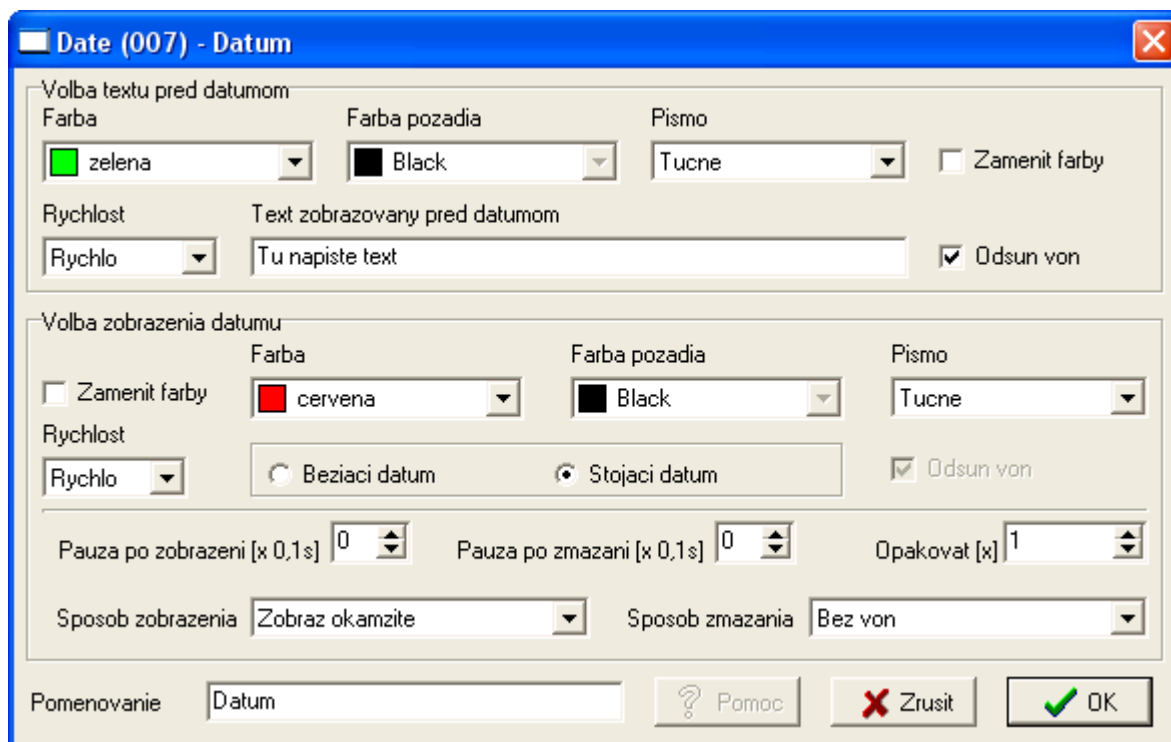 Date (007) - Datum
Volba textu pred datumom
Farba Farba pozadia Pismo
zelena Black Tucne Zamenit farby
Rychlost Text zobrazovany pred datumom
Rychlo Tu napiste text Odsun von
Volba zobrazenia datumu
Farba Farba pozadia Pismo
Zamenit farby cervena Black Tucne
Rychlost
Rychlo Beziaci datum Stojaci datum Odsun von
Pauza po zobrazeni [x 0,1s] 0 Pauza po zmazani [x 0,1s] 0 Opakovat [x] 1
Sposob zobrazenia Zobraz okamzite Sposob zmazania Bez von
Pomenovanie Datum Pomoc Zrusit OK